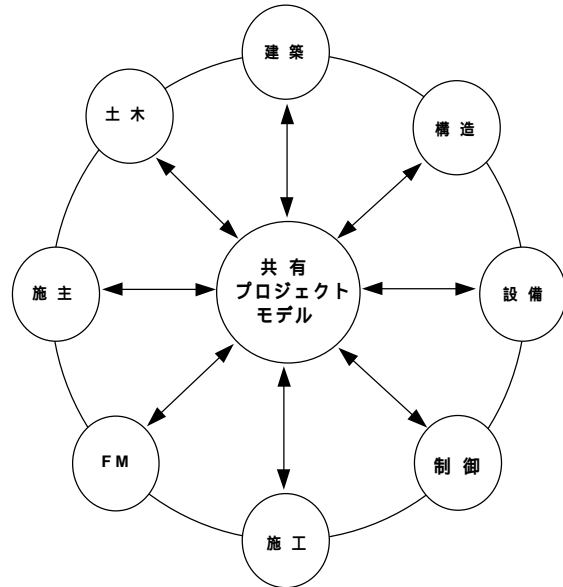 建築
土木
構造
施主
共有
プロジェクト
モデル
設備
FM
制御
施工